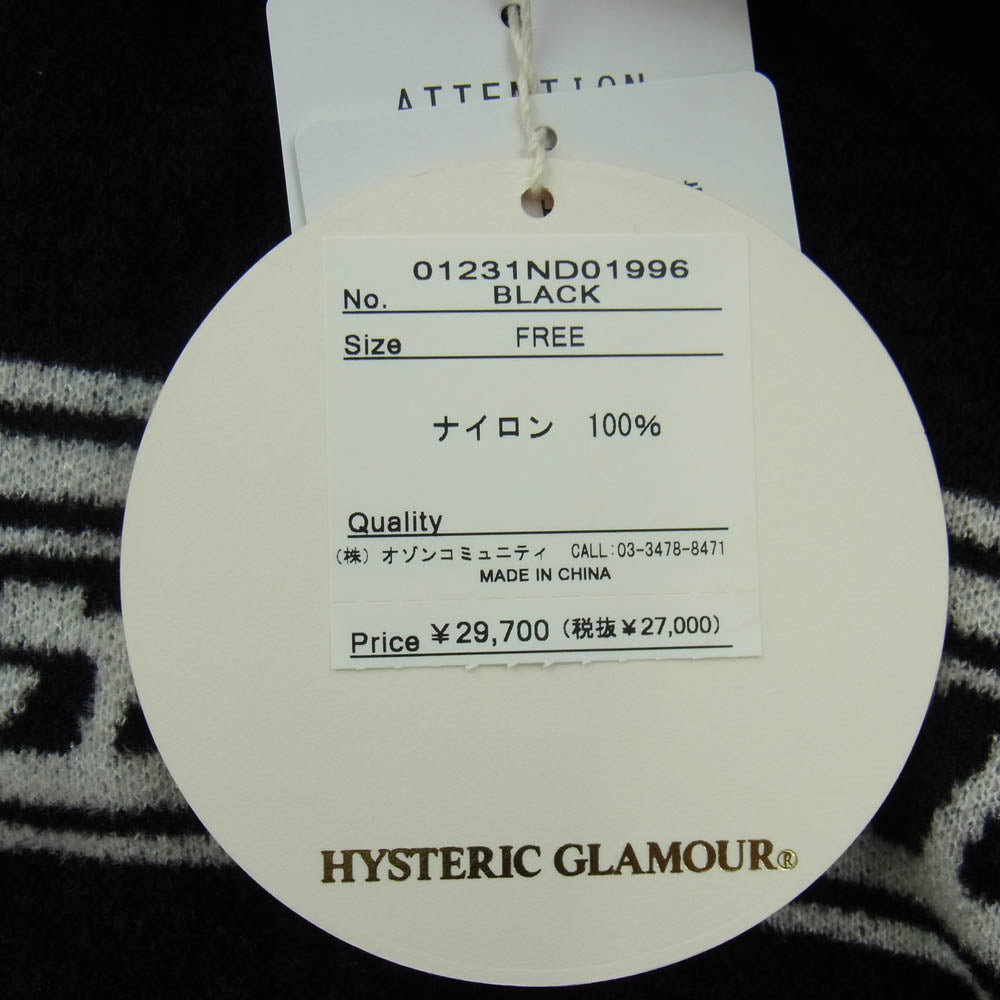 ATTENTION
01231ND01996
No. BLACK
Size FREE
ナイロン 100%
Quality
(株) オゾンコミュニティ CALL:03-3478-8471
MADE IN CHINA
Price ¥29,700 (税抜¥27,000)
HYSTERIC GLAMOUR®